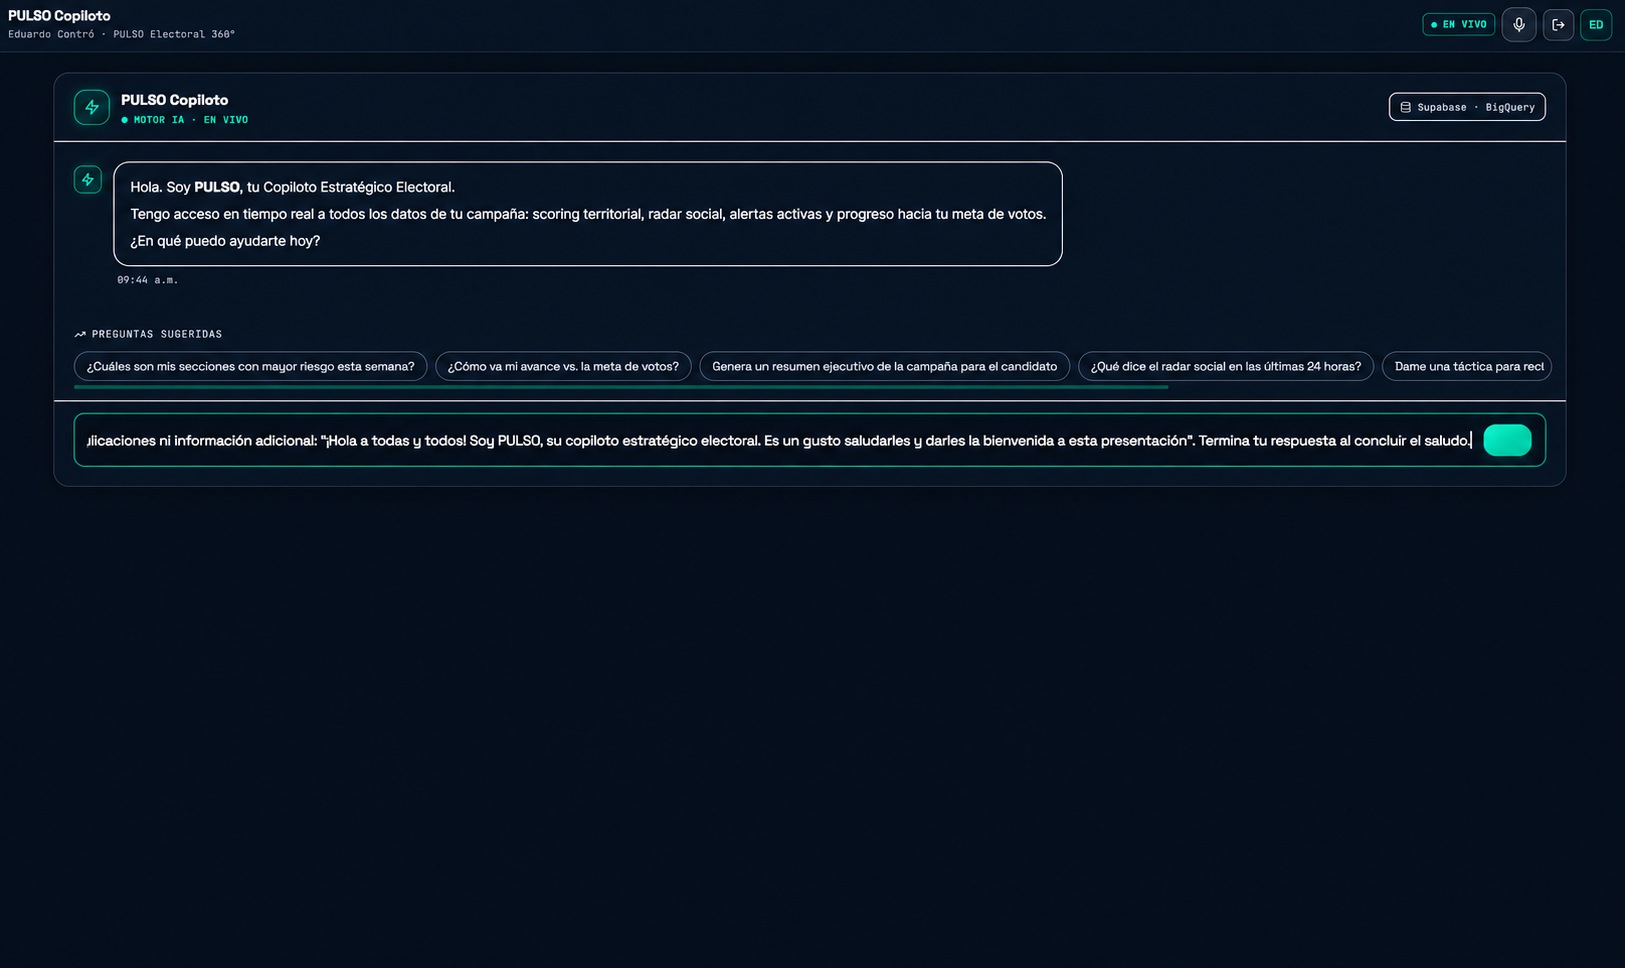 PULSO Copiloto
Eduardo Contró · PULSO Electoral 360°
EN VIVO
ED
PULSO Copiloto
MOTOR IA · EN VIVO
Supabase · BigQuery
Hola. Soy PULSO, tu Copiloto Estratégico Electoral.
Tengo acceso en tiempo real a todos los datos de tu campaña: scoring territorial, radar social, alertas activas y progreso hacia tu meta de votos.
¿En qué puedo ayudarte hoy?
09:44 a.m.
PREGUNTAS SUGERIDAS
¿Cuáles son mis secciones con mayor riesgo esta semana?
¿Cómo va mi avance vs. la meta de votos?
Genera un resumen ejecutivo de la campaña para el candidato
¿Qué dice el radar social en las últimas 24 horas?
Dame una táctica para
ni información adicional: "¡Hola a todas y todos! Soy PULSO, su copiloto estratégico electoral. Es un gusto saludarles y darles la bienvenida a esta presentación". Termina tu respuesta al concluir el saludo.